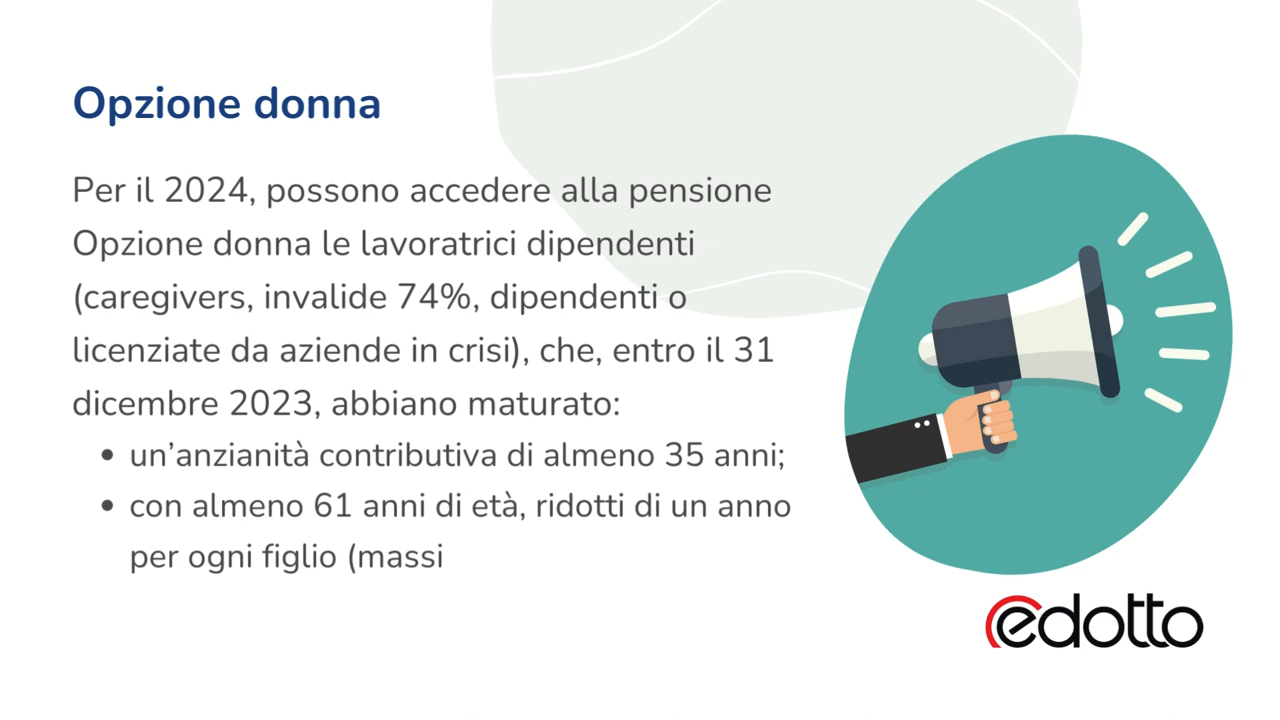 Opzione donna
Per il 2024, possono accedere alla pensione
Opzione donna le lavoratrici dipendenti
(caregivers, invalide 74%, dipendenti o
licenziate da aziende in crisi), che, entro il 31
dicembre 2023, abbiano maturato:
• un’anzianità contributiva di almeno 35 anni;
• con almeno 61 anni di età, ridotti di un anno
per ogni figlio (massi
edotto